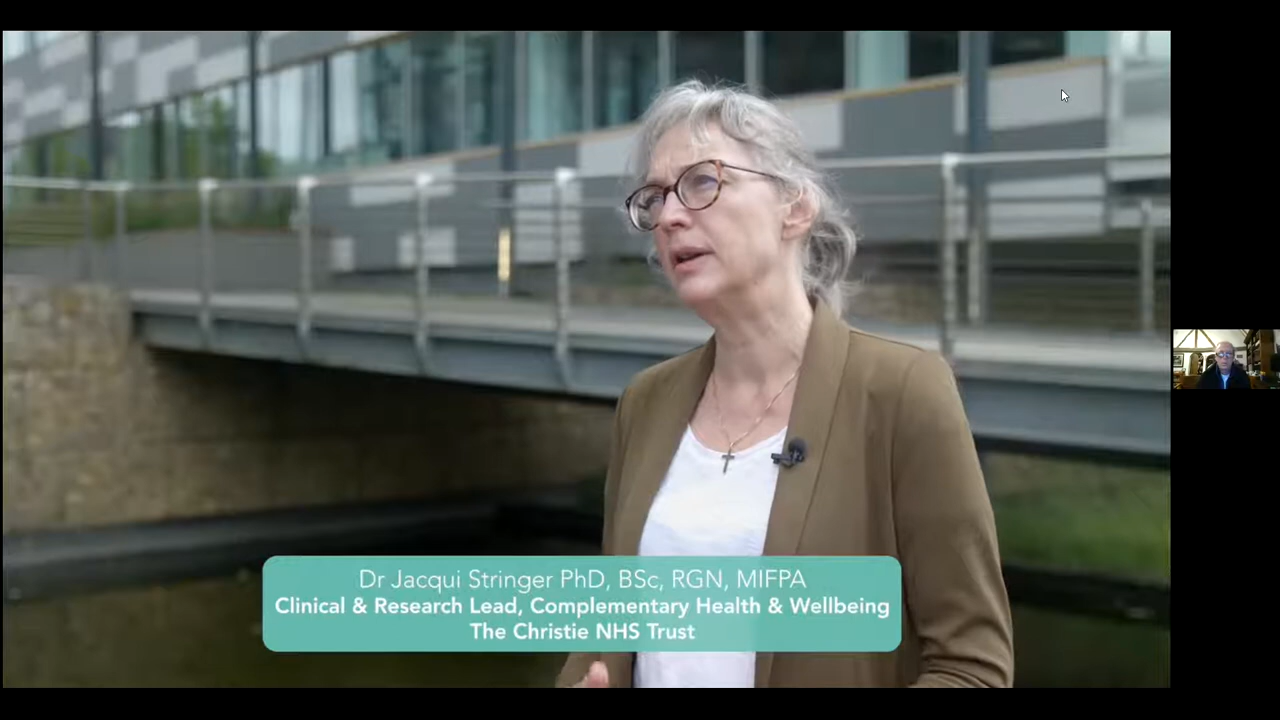 Dr Jacqui Stringer PhD, BSc, RGN, MIFPA
Clinical & Research Lead, Complementary Health & Wellbeing
The Christie NHS Trust